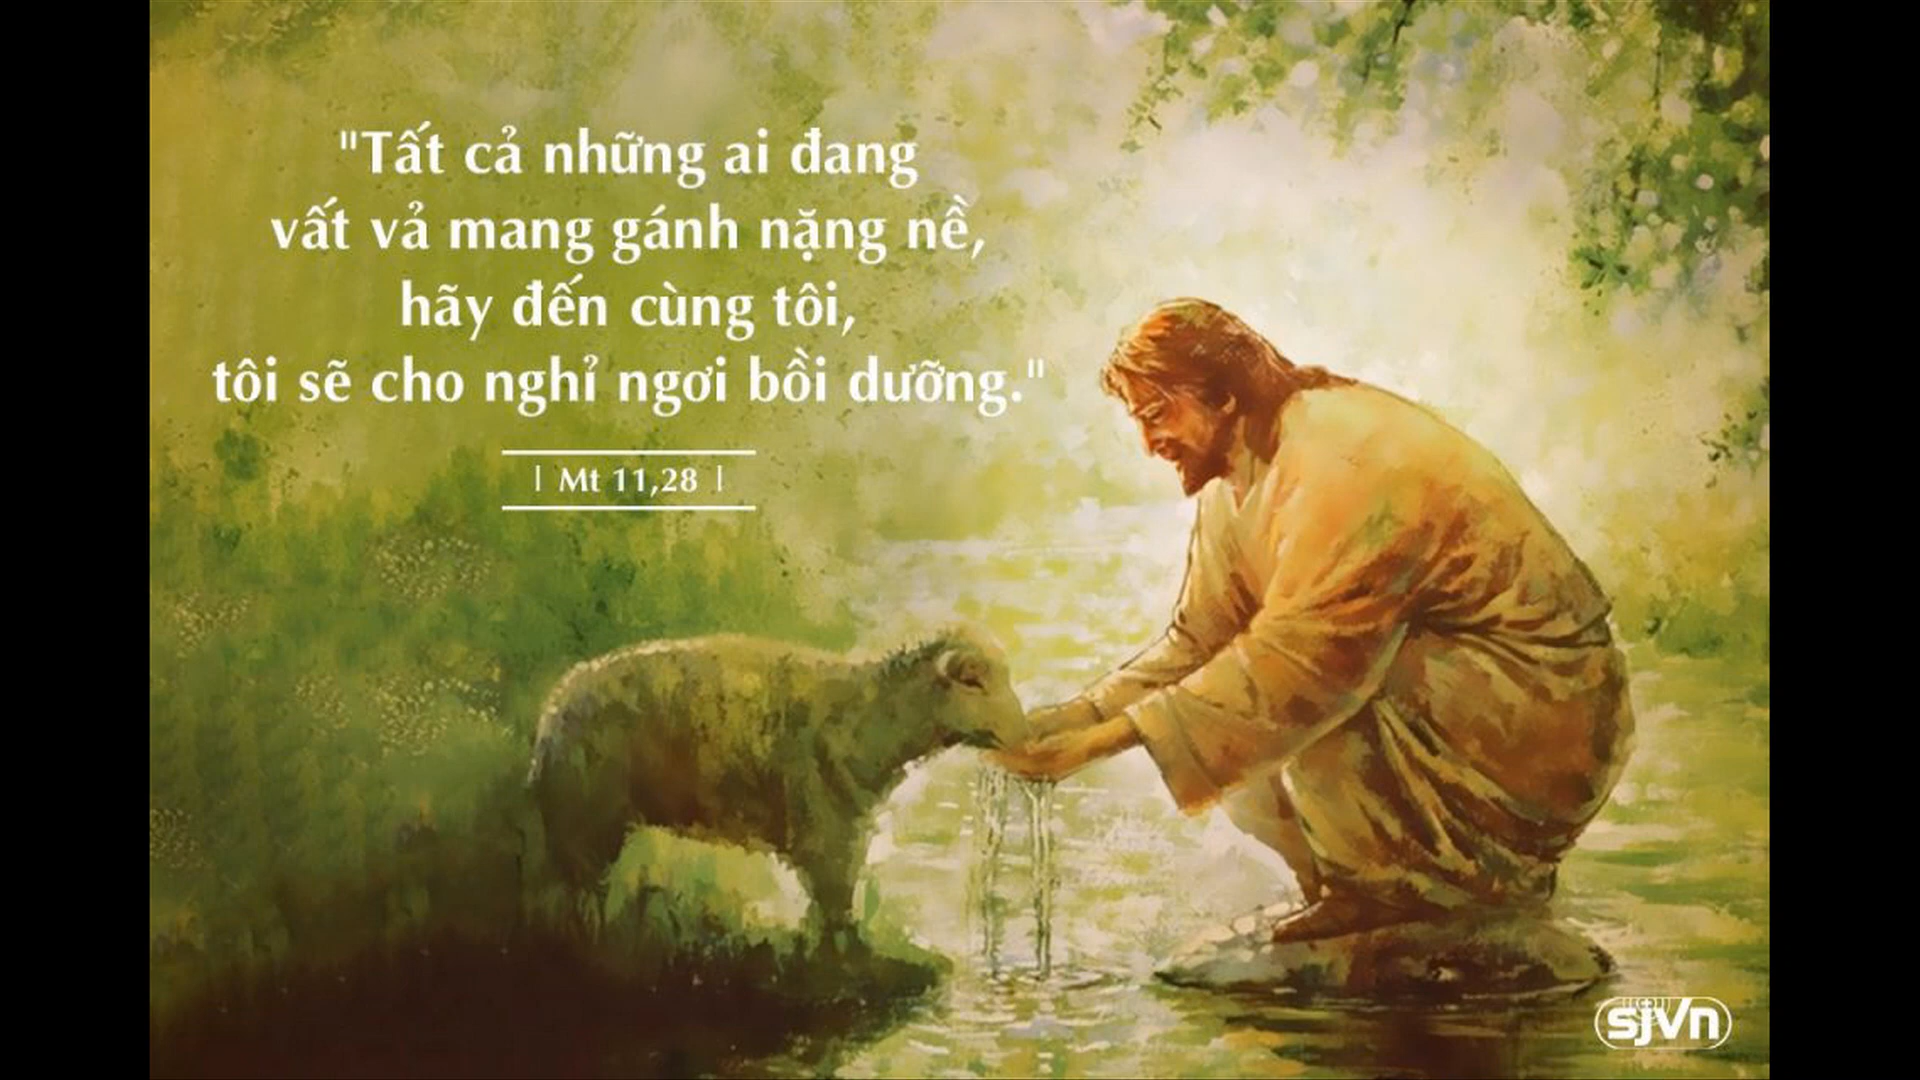 "Tất cả những ai đang
vất vả mang gánh nặng nề,
hãy đến cùng tôi,
tôi sẽ cho nghỉ ngơi bồi dưỡng."
| Mt 11,28 |
sjvn